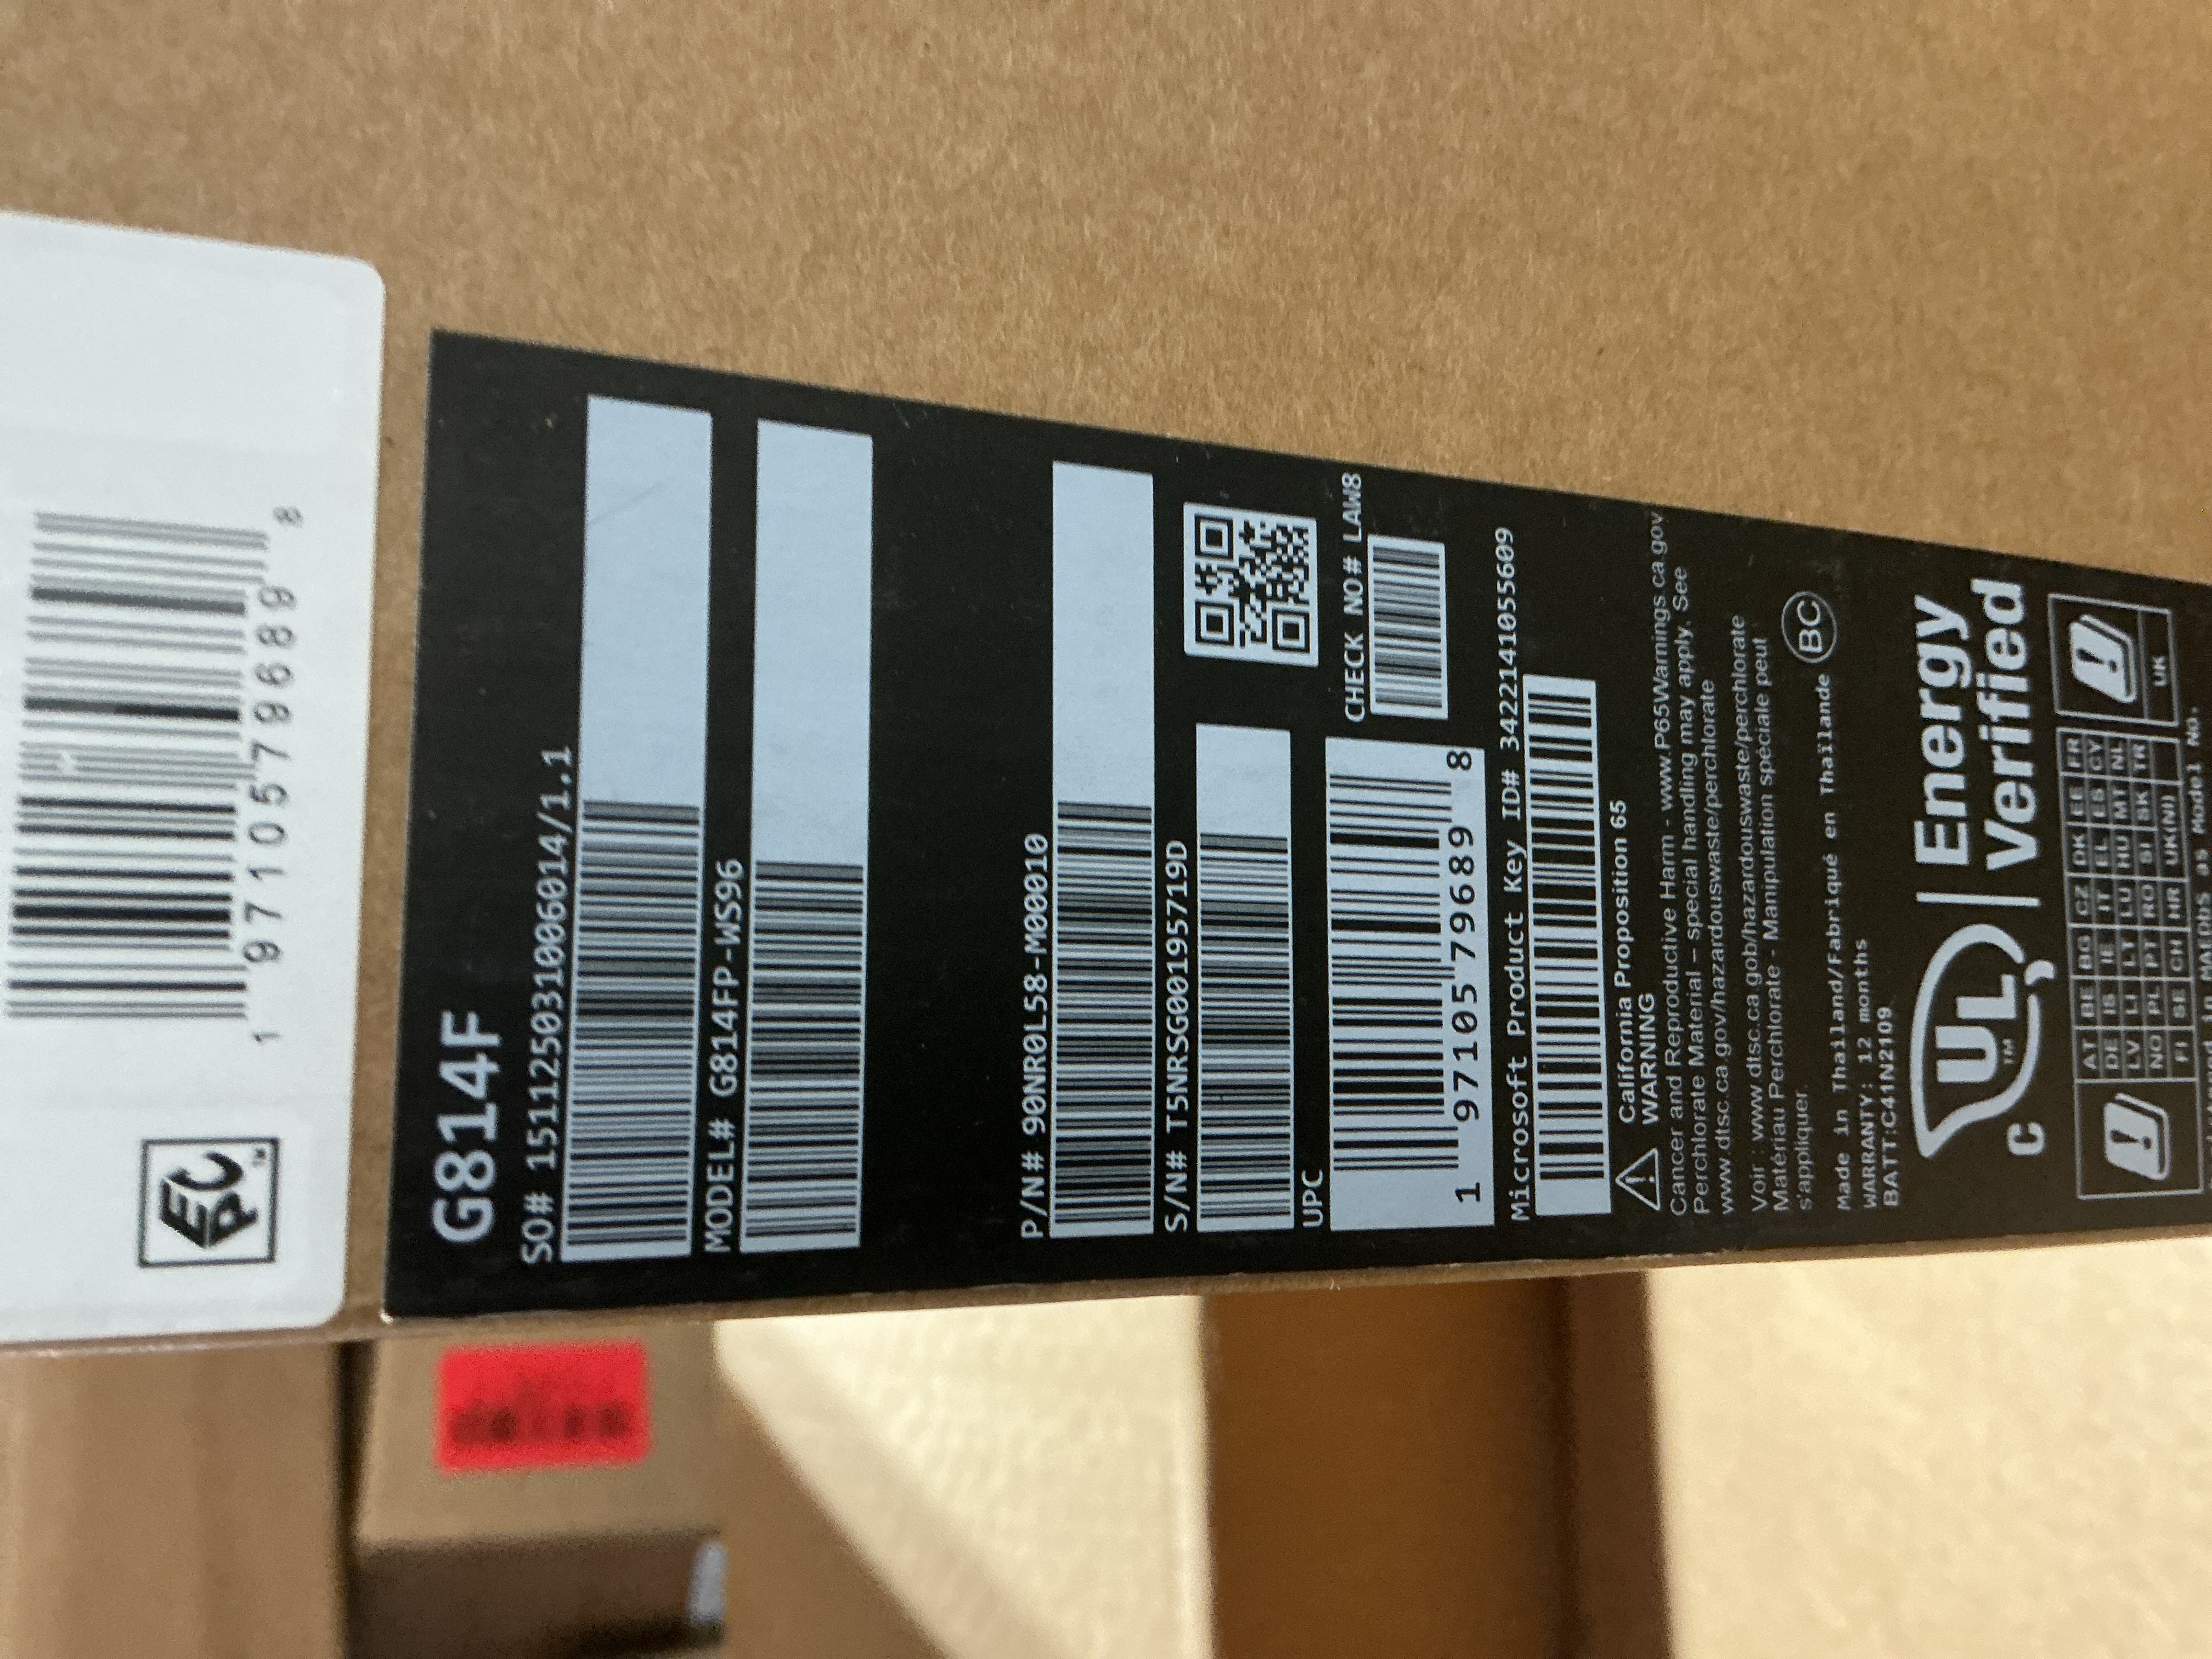 1 97105 79689 8
EPC™
G814F
SO# 151125031006014/1.1
MODEL# G814FP-WS96
P/N# 90NR0L58-M00010
S/N# T5NRSG00195719D
UPC
1 97105 79689 8
CHECK NO# LAW8
Microsoft Product Key ID# 3422141055609
California Proposition 65
WARNING
Cancer and Reproductive Harm - www.P65Warnings.ca.gov
Perchlorate Material – special handling may apply. See
www.dtsc.ca.gov/hazardouswaste/perchlorate
Voir : www.dtsc.ca.gob/hazardouswaste/perchlorate
Matériau Perchlorate - Manipulation spéciale peut
s'appliquer.
Made in Thailand/Fabriqué en Thaïlande BC
WARRANTY: 12 months
BATT:C41N2109
C UL™ Energy
Verified
AT BE BG CZ DK EE FR
DE IS IE IT EL ES CY
LV LI LT LU HU MT NL
NO PL PT RO SI SK TR
FI SE CH HR UK(NI)
UK
as Model No.